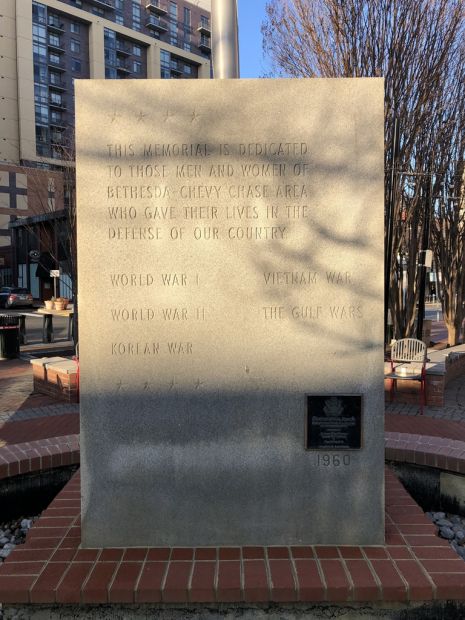 THIS MEMORIAL IS DEDICATED
TO THOSE MEN AND WOMEN OF
BETHESDA-CHEVY CHASE AREA
WHO GAVE THEIR LIVES IN THE
DEFENSE OF OUR COUNTRY
WORLD WAR I VIETNAM WAR
WORLD WAR II THE GULF WARS
KOREAN WAR
1960